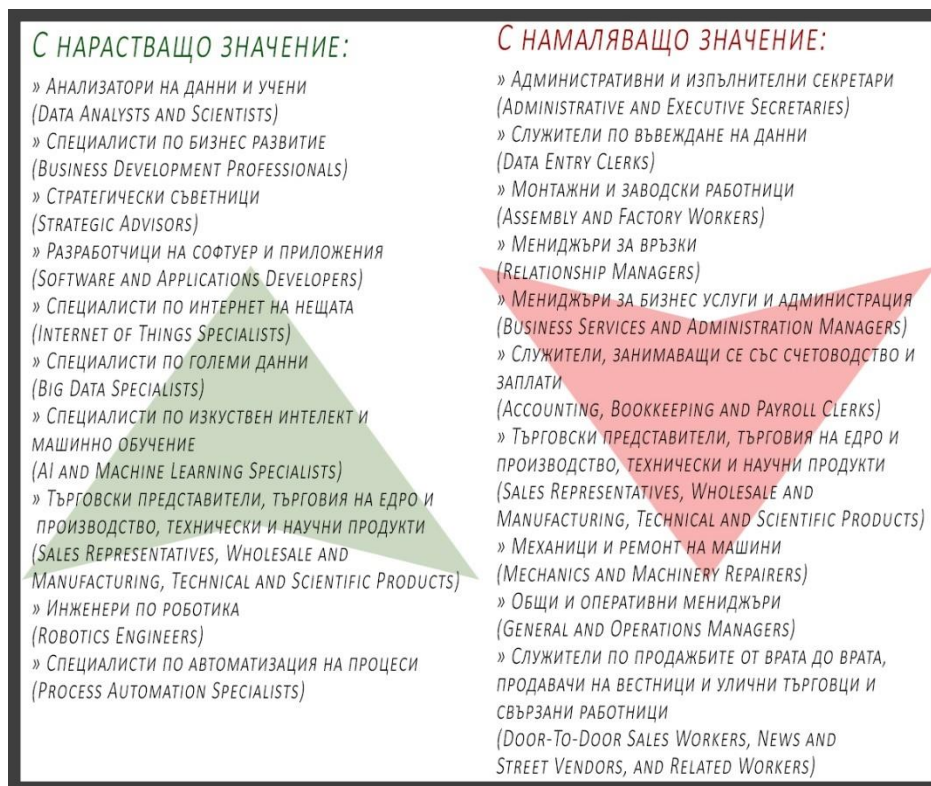 С НАРАСТВАЩО ЗНАЧЕНИЕ:
» АНАЛИЗАТОРИ НА ДАННИ И УЧЕНИ
(DATA ANALYSTS AND SCIENTISTS)
» СПЕЦИАЛИСТИ ПО БИЗНЕС РАЗВИТИЕ
(BUSINESS DEVELOPMENT PROFESSIONALS)
» СТРАТЕГИЧЕСКИ СЪВЕТНИЦИ
(STRATEGIC ADVISORS)
» РАЗРАБОТЧИЦИ НА СОФТУЕР И ПРИЛОЖЕНИЯ
(SOFTWARE AND APPLICATIONS DEVELOPERS)
» СПЕЦИАЛИСТИ ПО ИНТЕРНЕТ НА НЕЩАТА
(INTERNET OF THINGS SPECIALISTS)
» СПЕЦИАЛИСТИ ПО ГОЛЕМИ ДАННИ
(BIG DATA SPECIALISTS)
» СПЕЦИАЛИСТИ ПО ИЗКУСТВЕН ИНТЕЛЕКТ И
МАШИННО ОБУЧЕНИЕ
(AI AND MACHINE LEARNING SPECIALISTS)
» ТЪРГОВСКИ ПРЕДСТАВИТЕЛИ, ТЪРГОВИЯ НА ЕДРО И
ПРОИЗВОДСТВО, ТЕХНИЧЕСКИ И НАУЧНИ ПРОДУКТИ
(SALES REPRESENTATIVES, WHOLESALE AND
MANUFACTURING, TECHNICAL AND SCIENTIFIC PRODUCTS)
» ИНЖЕНЕРИ ПО РОБОТИКА
(ROBOTICS ENGINEERS)
» СПЕЦИАЛИСТИ ПО АВТОМАТИЗАЦИЯ НА ПРОЦЕСИ
(PROCESS AUTOMATION SPECIALISTS)
С НАМАЛЯВАЩО ЗНАЧЕНИЕ:
» АДМИНИСТРАТИВНИ И ИЗПЪЛНИТЕЛНИ СЕКРЕТАРИ
(ADMINISTRATIVE AND EXECUTIVE SECRETARIES)
» СЛУЖИТЕЛИ ПО ВЪВЕЖДАНЕ НА ДАННИ
(DATA ENTRY CLERKS)
» МОНТАЖНИ И ЗАВОДСКИ РАБОТНИЦИ
(ASSEMBLY AND FACTORY WORKERS)
» МЕНИДЖЪРИ ЗА ВРЪЗКИ
(RELATIONSHIP MANAGERS)
» МЕНИДЖЪРИ ЗА БИЗНЕС УСЛУГИ И АДМИНИСТРАЦИЯ
(BUSINESS SERVICES AND ADMINISTRATION MANAGERS)
» СЛУЖИТЕЛИ, ЗАНИМАВАЩИ СЕ СЪС СЧЕТОВОДСТВО И
ЗАПЛАТИ
(ACCOUNTING, BOOKKEEPING AND PAYROLL CLERKS)
» ТЪРГОВСКИ ПРЕДСТАВИТЕЛИ, ТЪРГОВИЯ НА ЕДРО И
ПРОИЗВОДСТВО, ТЕХНИЧЕСКИ И НАУЧНИ ПРОДУКТИ
(SALES REPRESENTATIVES, WHOLESALE AND
MANUFACTURING, TECHNICAL AND SCIENTIFIC PRODUCTS)
» МЕХАНИЦИ И РЕМОНТ НА МАШИНИ
(MECHANICS AND MACHINERY REPAIRERS)
» ОБЩИ И ОПЕРАТИВНИ МЕНИДЖЪРИ
(GENERAL AND OPERATIONS MANAGERS)
» СЛУЖИТЕЛИ ПО ПРОДАЖБИТЕ ОТ ВРАТА ДО ВРАТА,
ПРОДАВАЧИ НА ВЕСТНИЦИ И УЛИЧНИ ТЪРГОВЦИ И
СВЪРЗАНИ РАБОТНИЦИ
(DOOR-TO-DOOR SALES WORKERS, NEWS AND
STREET VENDORS, AND RELATED WORKERS)